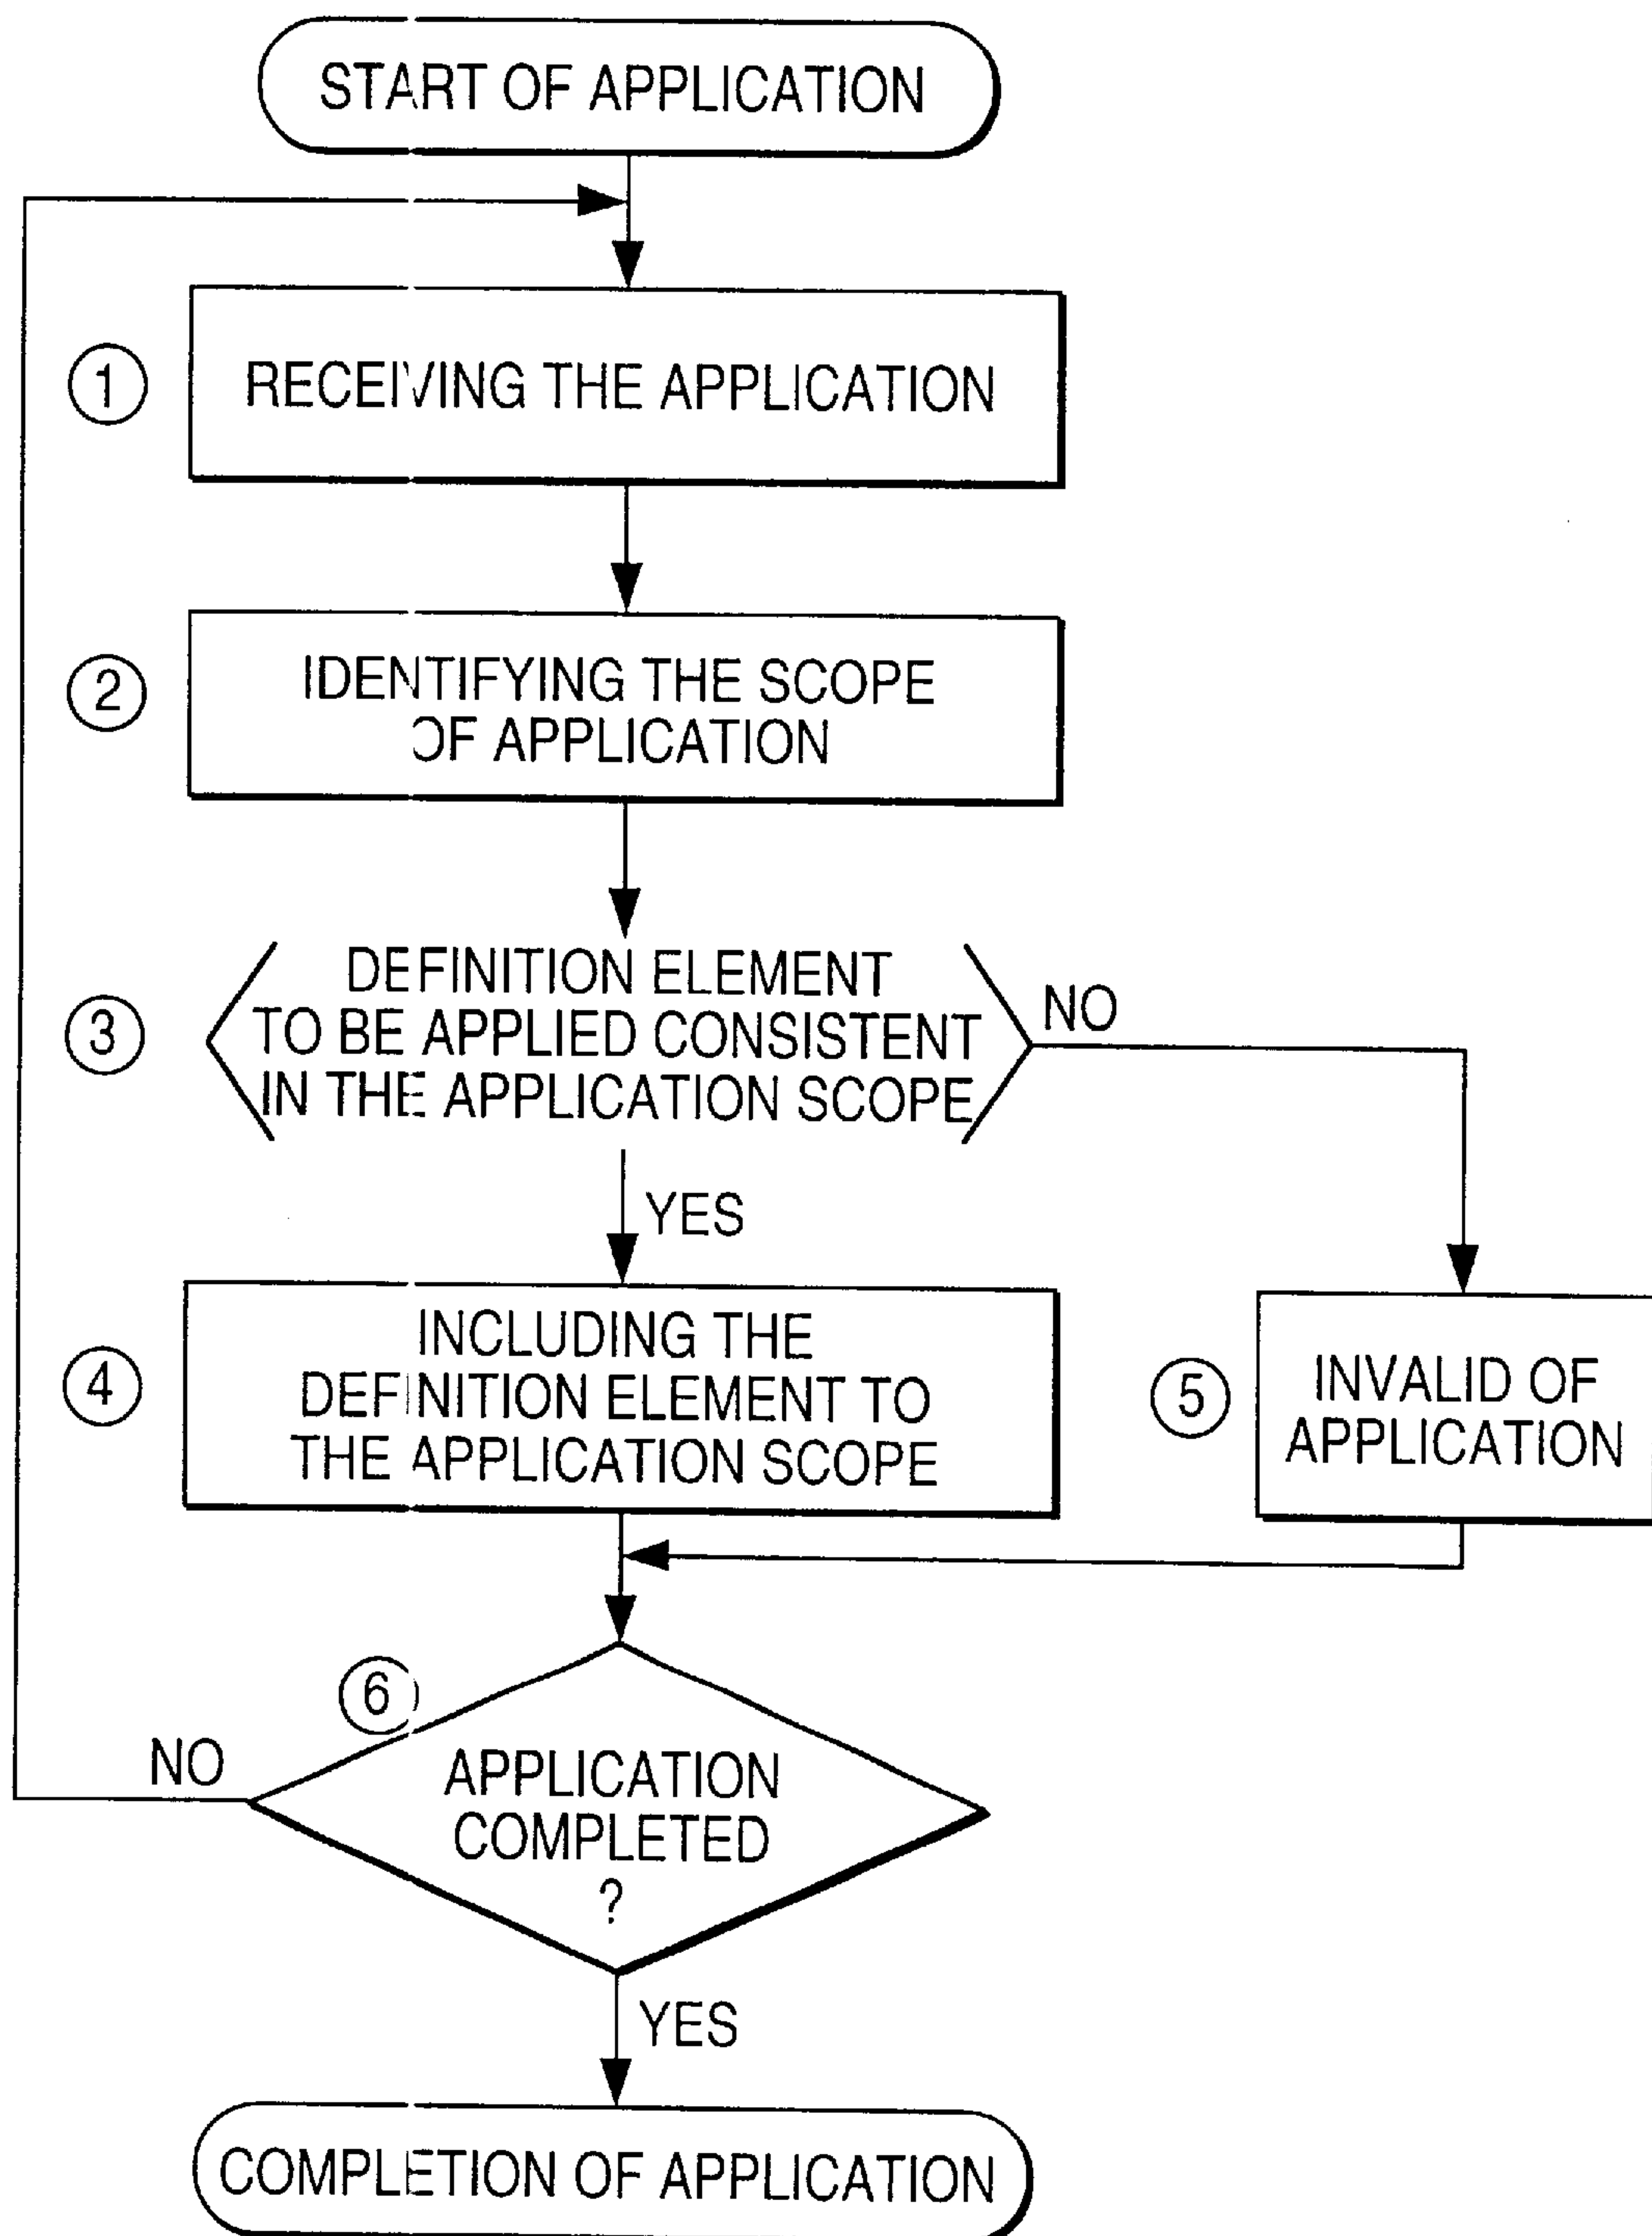 START OF APPLICATION
1
RECEIVING THE APPLICATION
2
IDENTIFYING THE SCOPE
OF APPLICATION
3
DEFINITION ELEMENT
TO BE APPLIED CONSISTENT
IN THE APPLICATION SCOPE
NO
YES
4
INCLUDING THE
DEFINITION ELEMENT TO
THE APPLICATION SCOPE
5
INVALID OF
APPLICATION
6
NO
APPLICATION
COMPLETED
?
YES
COMPLETION OF APPLICATION